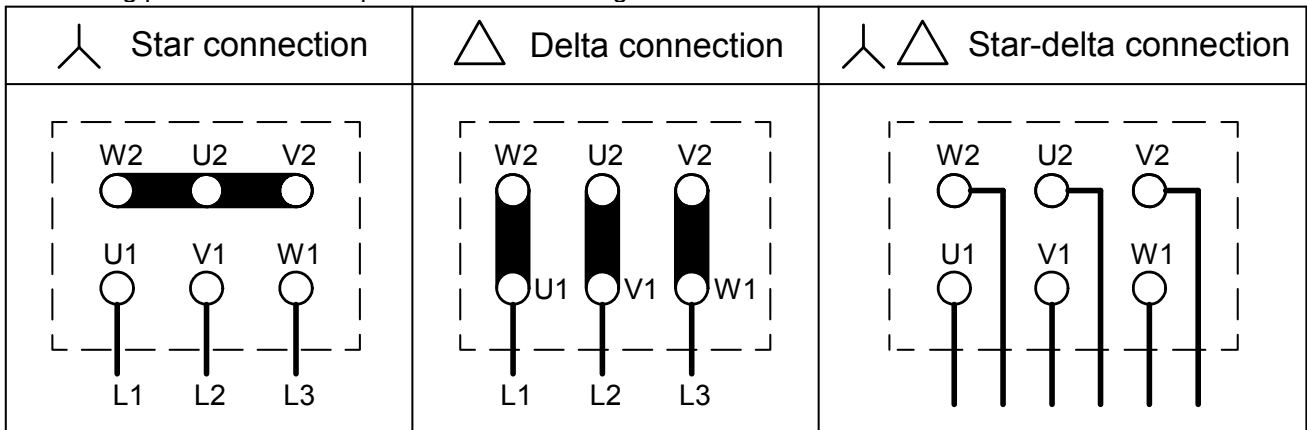 Star connection
Delta connection
Star-delta connection
W2 U2 V2
U1 V1 W1
L1 L2 L3
W2 U2 V2
U1 V1 W1
L1 L2 L3
W2 U2 V2
U1 V1 W1